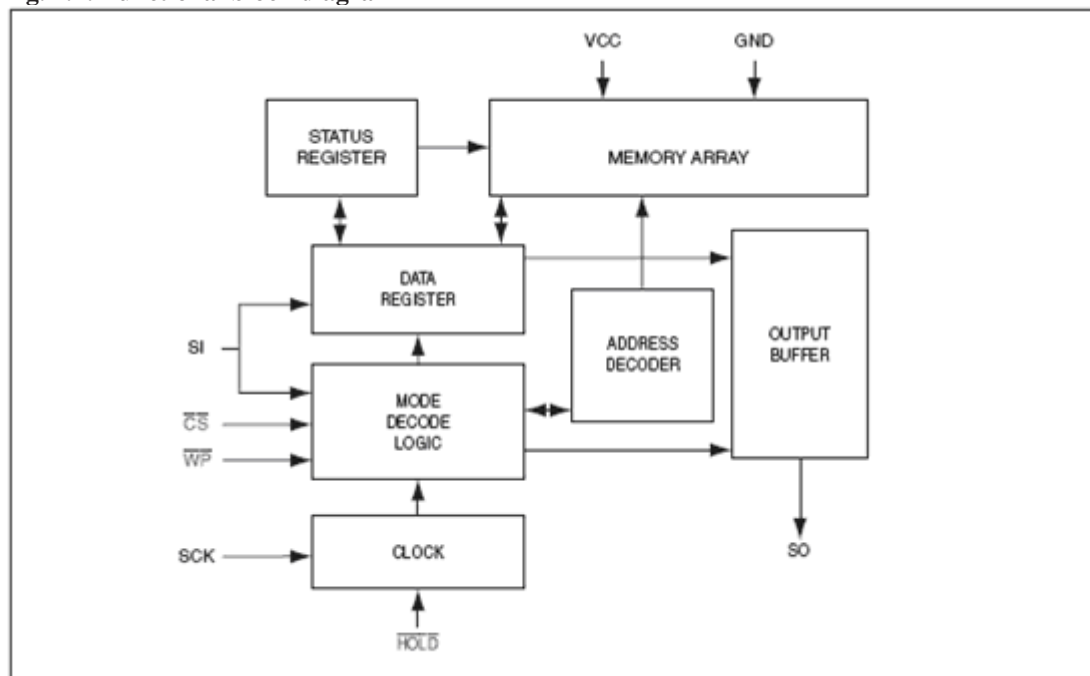 VCC GND
STATUS
REGISTER
MEMORY ARRAY
DATA
REGISTER
SI
ADDRESS
DECODER
OUTPUT
BUFFER
MODE
DECODE
LOGIC
CS
WP
SCK
CLOCK
SO
HOLD